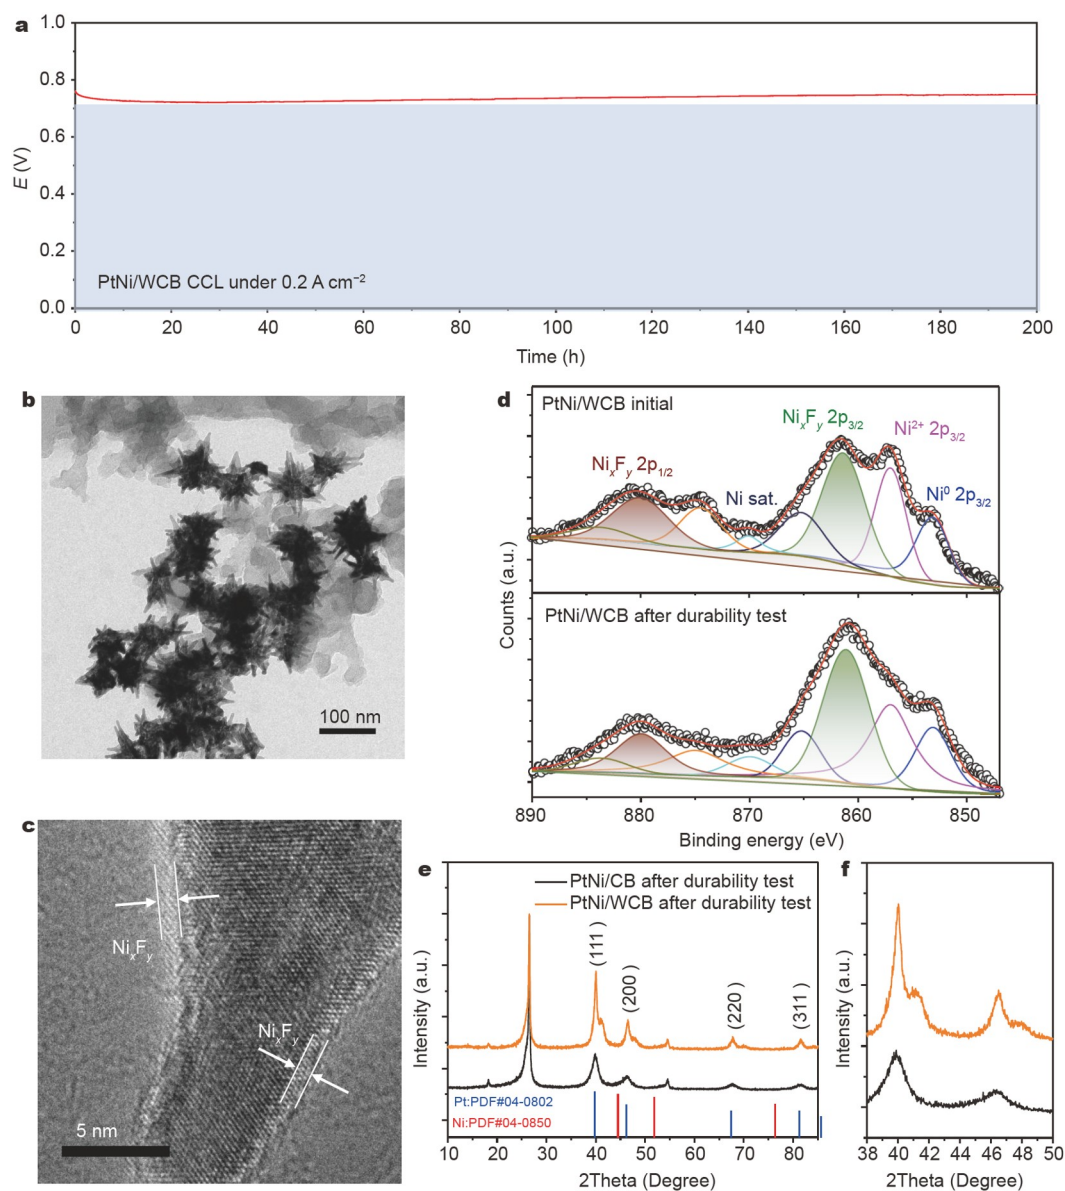 a
1.0
0.8
0.6
0.4
0.2
0.0
E (V)
PtNi/WCB CCL under 0.2 A cm⁻²
0 20 40 60 80 100 120 140 160 180 200
Time (h)
b
100 nm
c
NiₓFᵧ
NiₓFᵧ
5 nm
d
PtNi/WCB initial
NiₓFᵧ 2p₃/₂
Ni²⁺ 2p₃/₂
NiₓFᵧ 2p₁/₂
Ni sat.
Ni⁰ 2p₃/₂
PtNi/WCB after durability test
Counts (a.u.)
890 880 870 860 850
Binding energy (eV)
e
PtNi/CB after durability test
PtNi/WCB after durability test
(111)
(200)
(220)
(311)
Intensity (a.u.)
Pt:PDF#04-0802
Ni:PDF#04-0850
10 20 30 40 50 60 70 80
2Theta (Degree)
f
Intensity (a.u.)
38 40 42 44 46 48 50
2Theta (Degree)